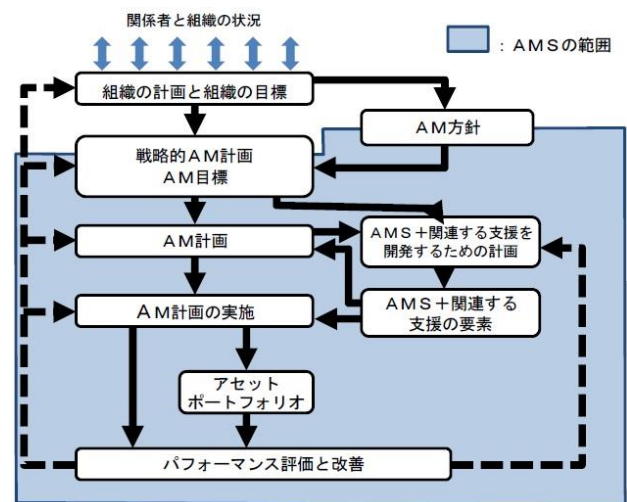 関係者と組織の状況
：ＡＭＳの範囲
組織の計画と組織の目標
ＡＭ方針
戦略的ＡＭ計画
ＡＭ目標
ＡＭ計画
ＡＭＳ＋関連する支援を
開発するための計画
ＡＭ計画の実施
ＡＭＳ＋関連する
支援の要素
アセット
ポートフォリオ
パフォーマンス評価と改善